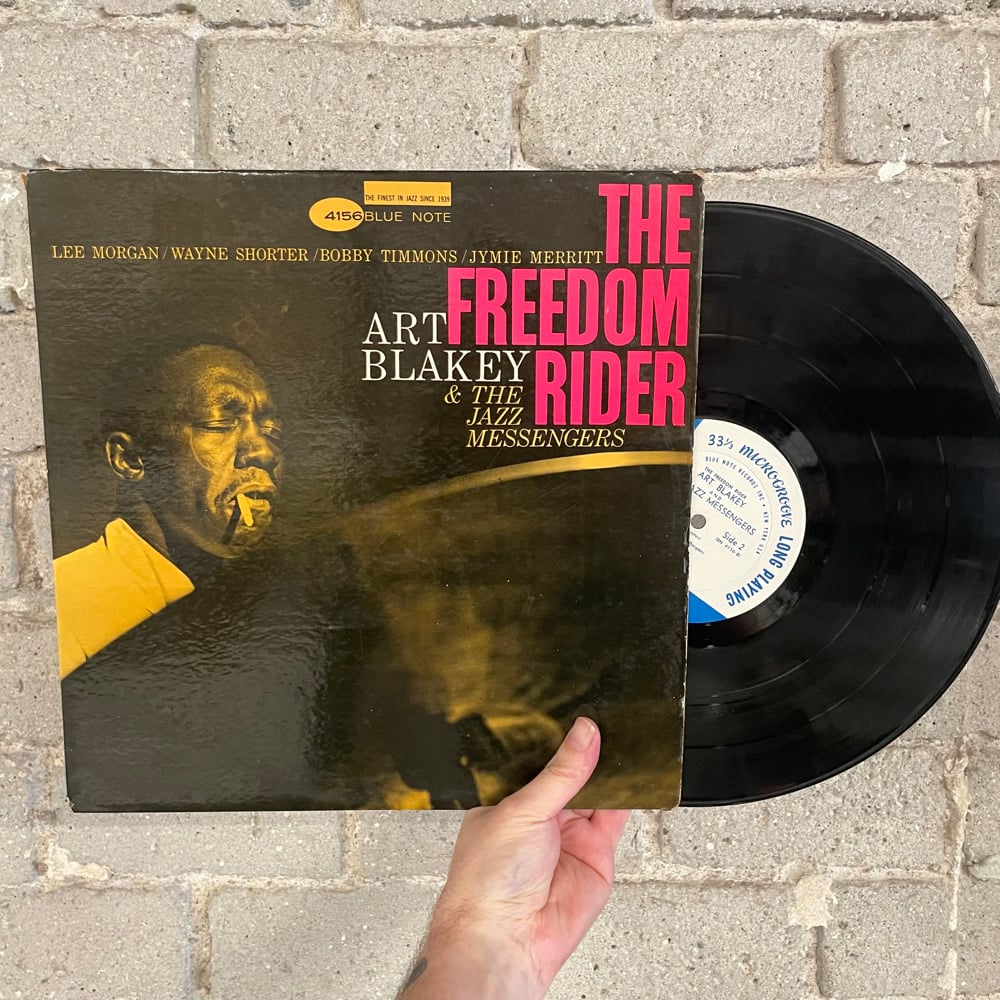 THE FINEST IN JAZZ SINCE 1939
4156 BLUE NOTE
LEE MORGAN/WAYNE SHORTER/BOBBY TIMMONS/JYMIE MERRITT
THE
FREEDOM
RIDER
ART
BLAKEY
& THE
JAZZ
MESSENGERS
33⅓ MICROGROOVE LONG PLAYING
BLUE NOTE RECORDS INC • NEW YORK USA
THE FREEDOM RIDER
ART BLAKEY
AND
ZZ MESSENGERS
Side 2